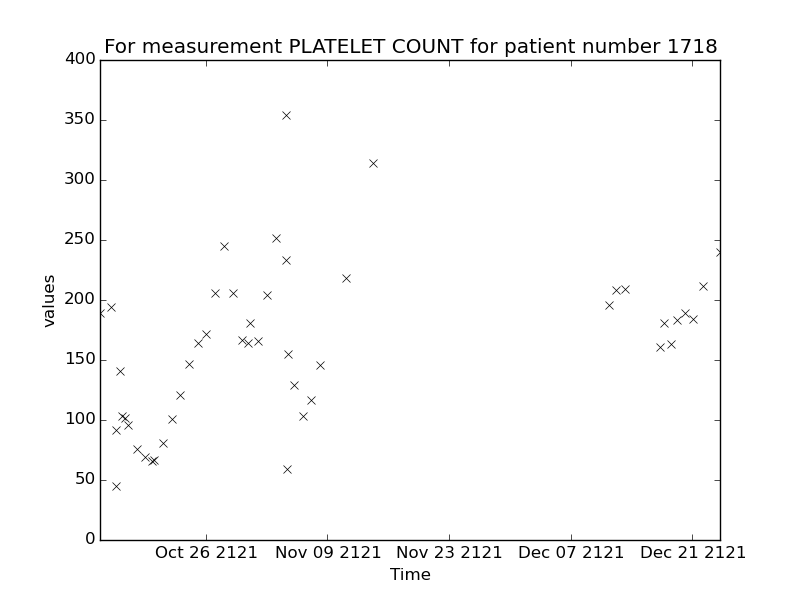 For measurement PLATELET COUNT for patient number 1718
400
350
300
250
200
150
100
50
0
values
Oct 26 2121 Nov 09 2121 Nov 23 2121 Dec 07 2121 Dec 21 2121
Time